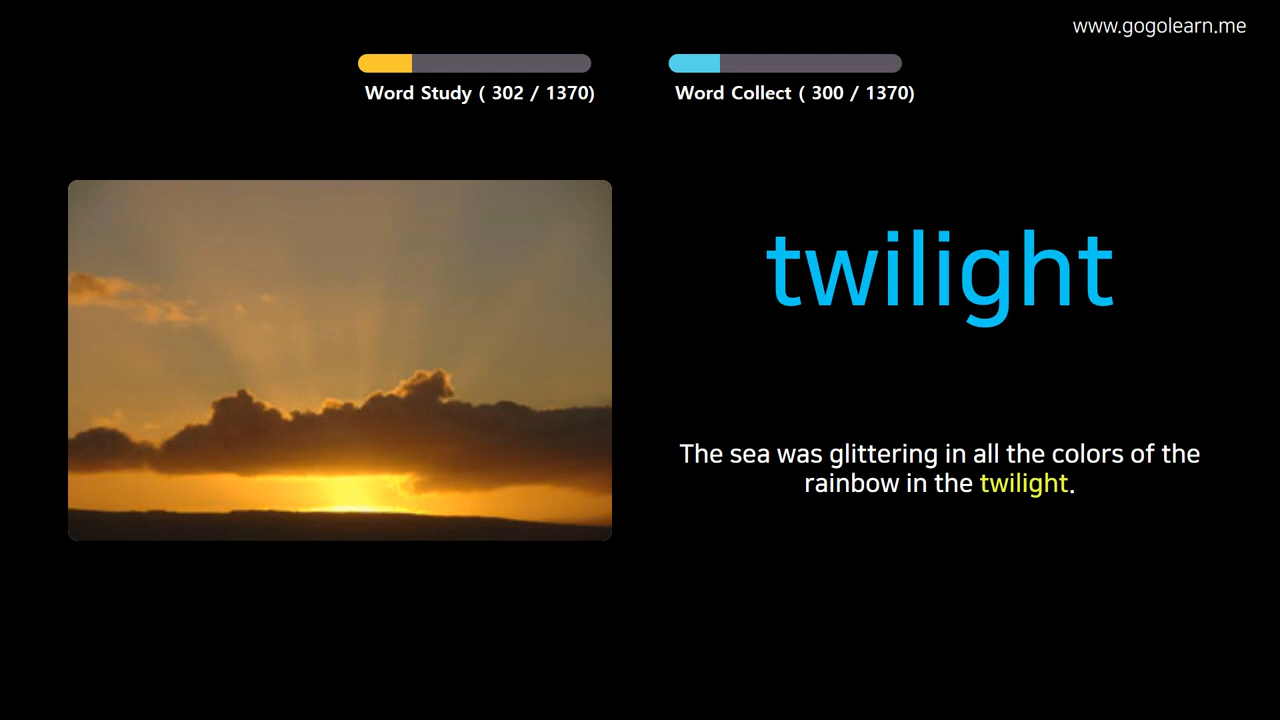 www.gogolearn.me
Word Study ( 302 / 1370)
Word Collect ( 300 / 1370)
twilight
The sea was glittering in all the colors of the
rainbow in the twilight.